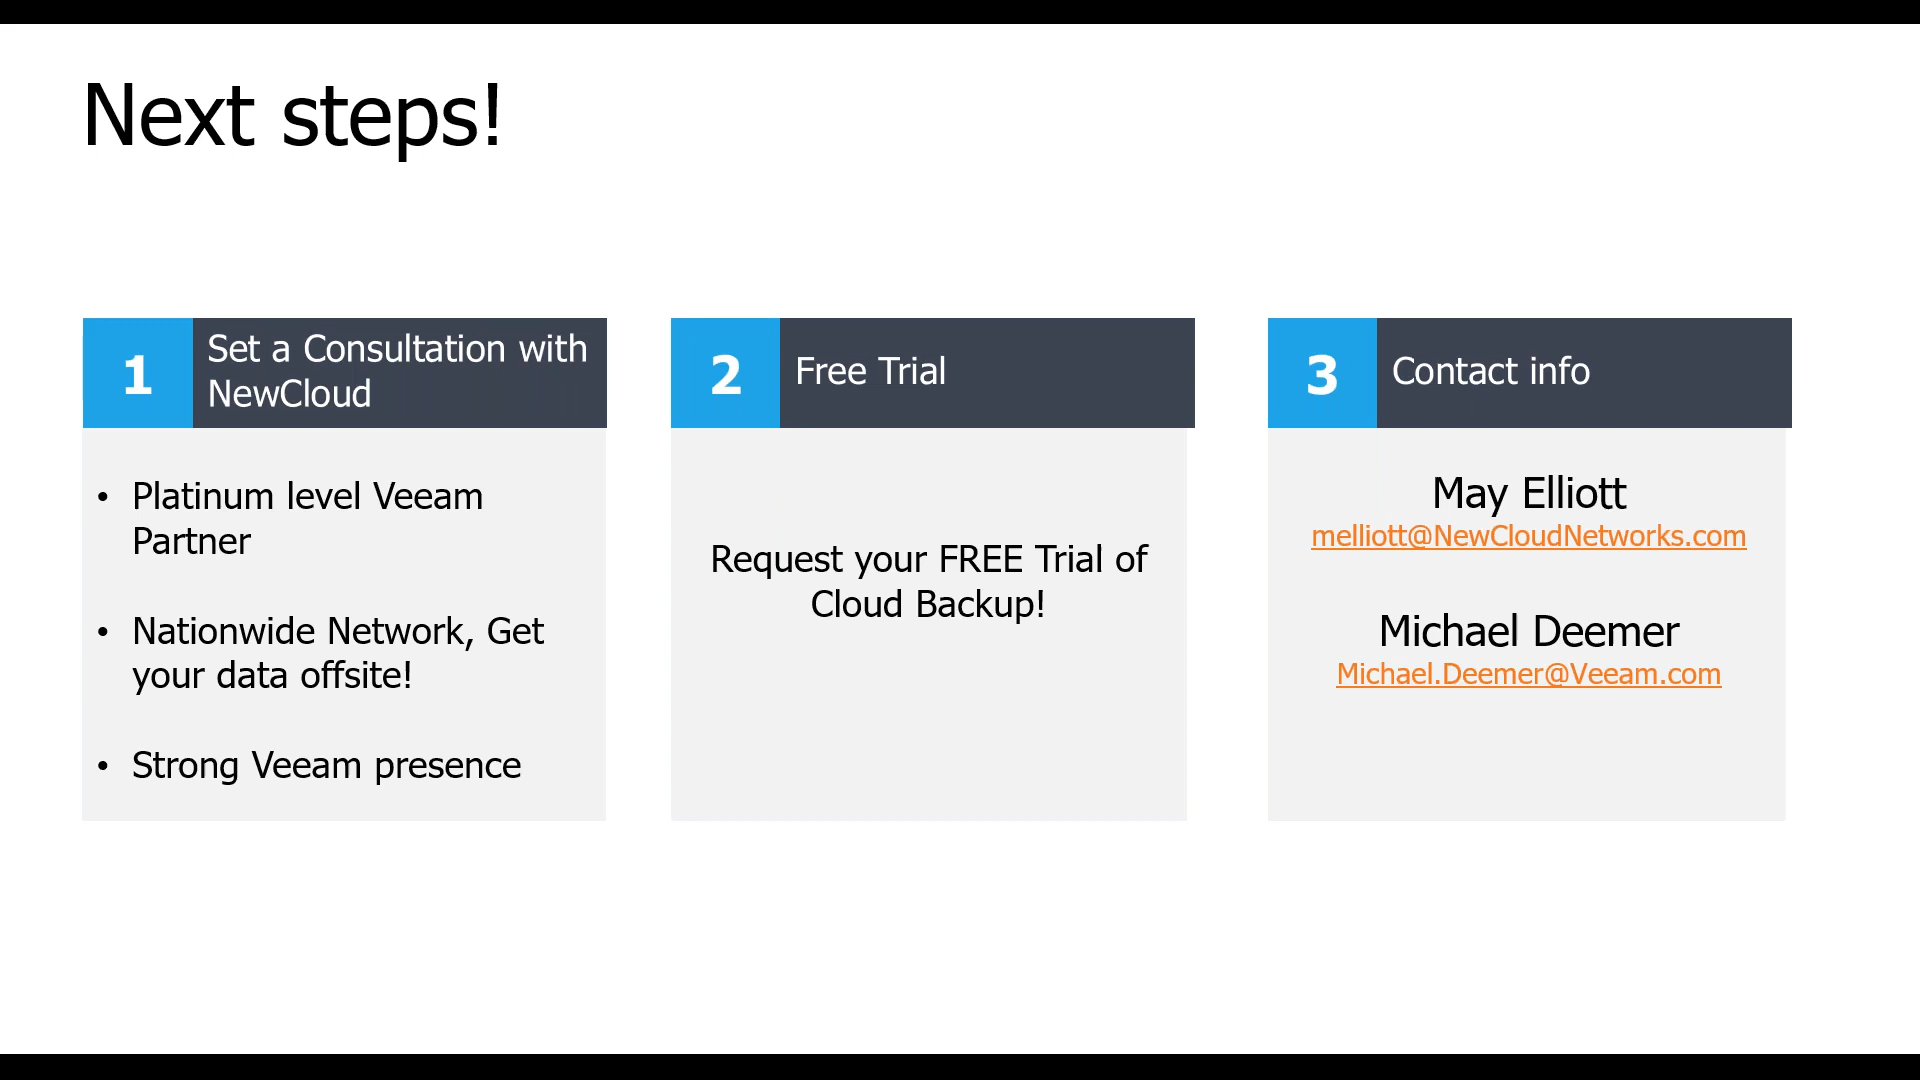 Next steps!
1
Set a Consultation with
NewCloud
• Platinum level Veeam
Partner
• Nationwide Network, Get
your data offsite!
• Strong Veeam presence
2
Free Trial
Request your FREE Trial of
Cloud Backup!
3
Contact info
May Elliott
melliott@NewCloudNetworks.com
Michael Deemer
Michael.Deemer@Veeam.com